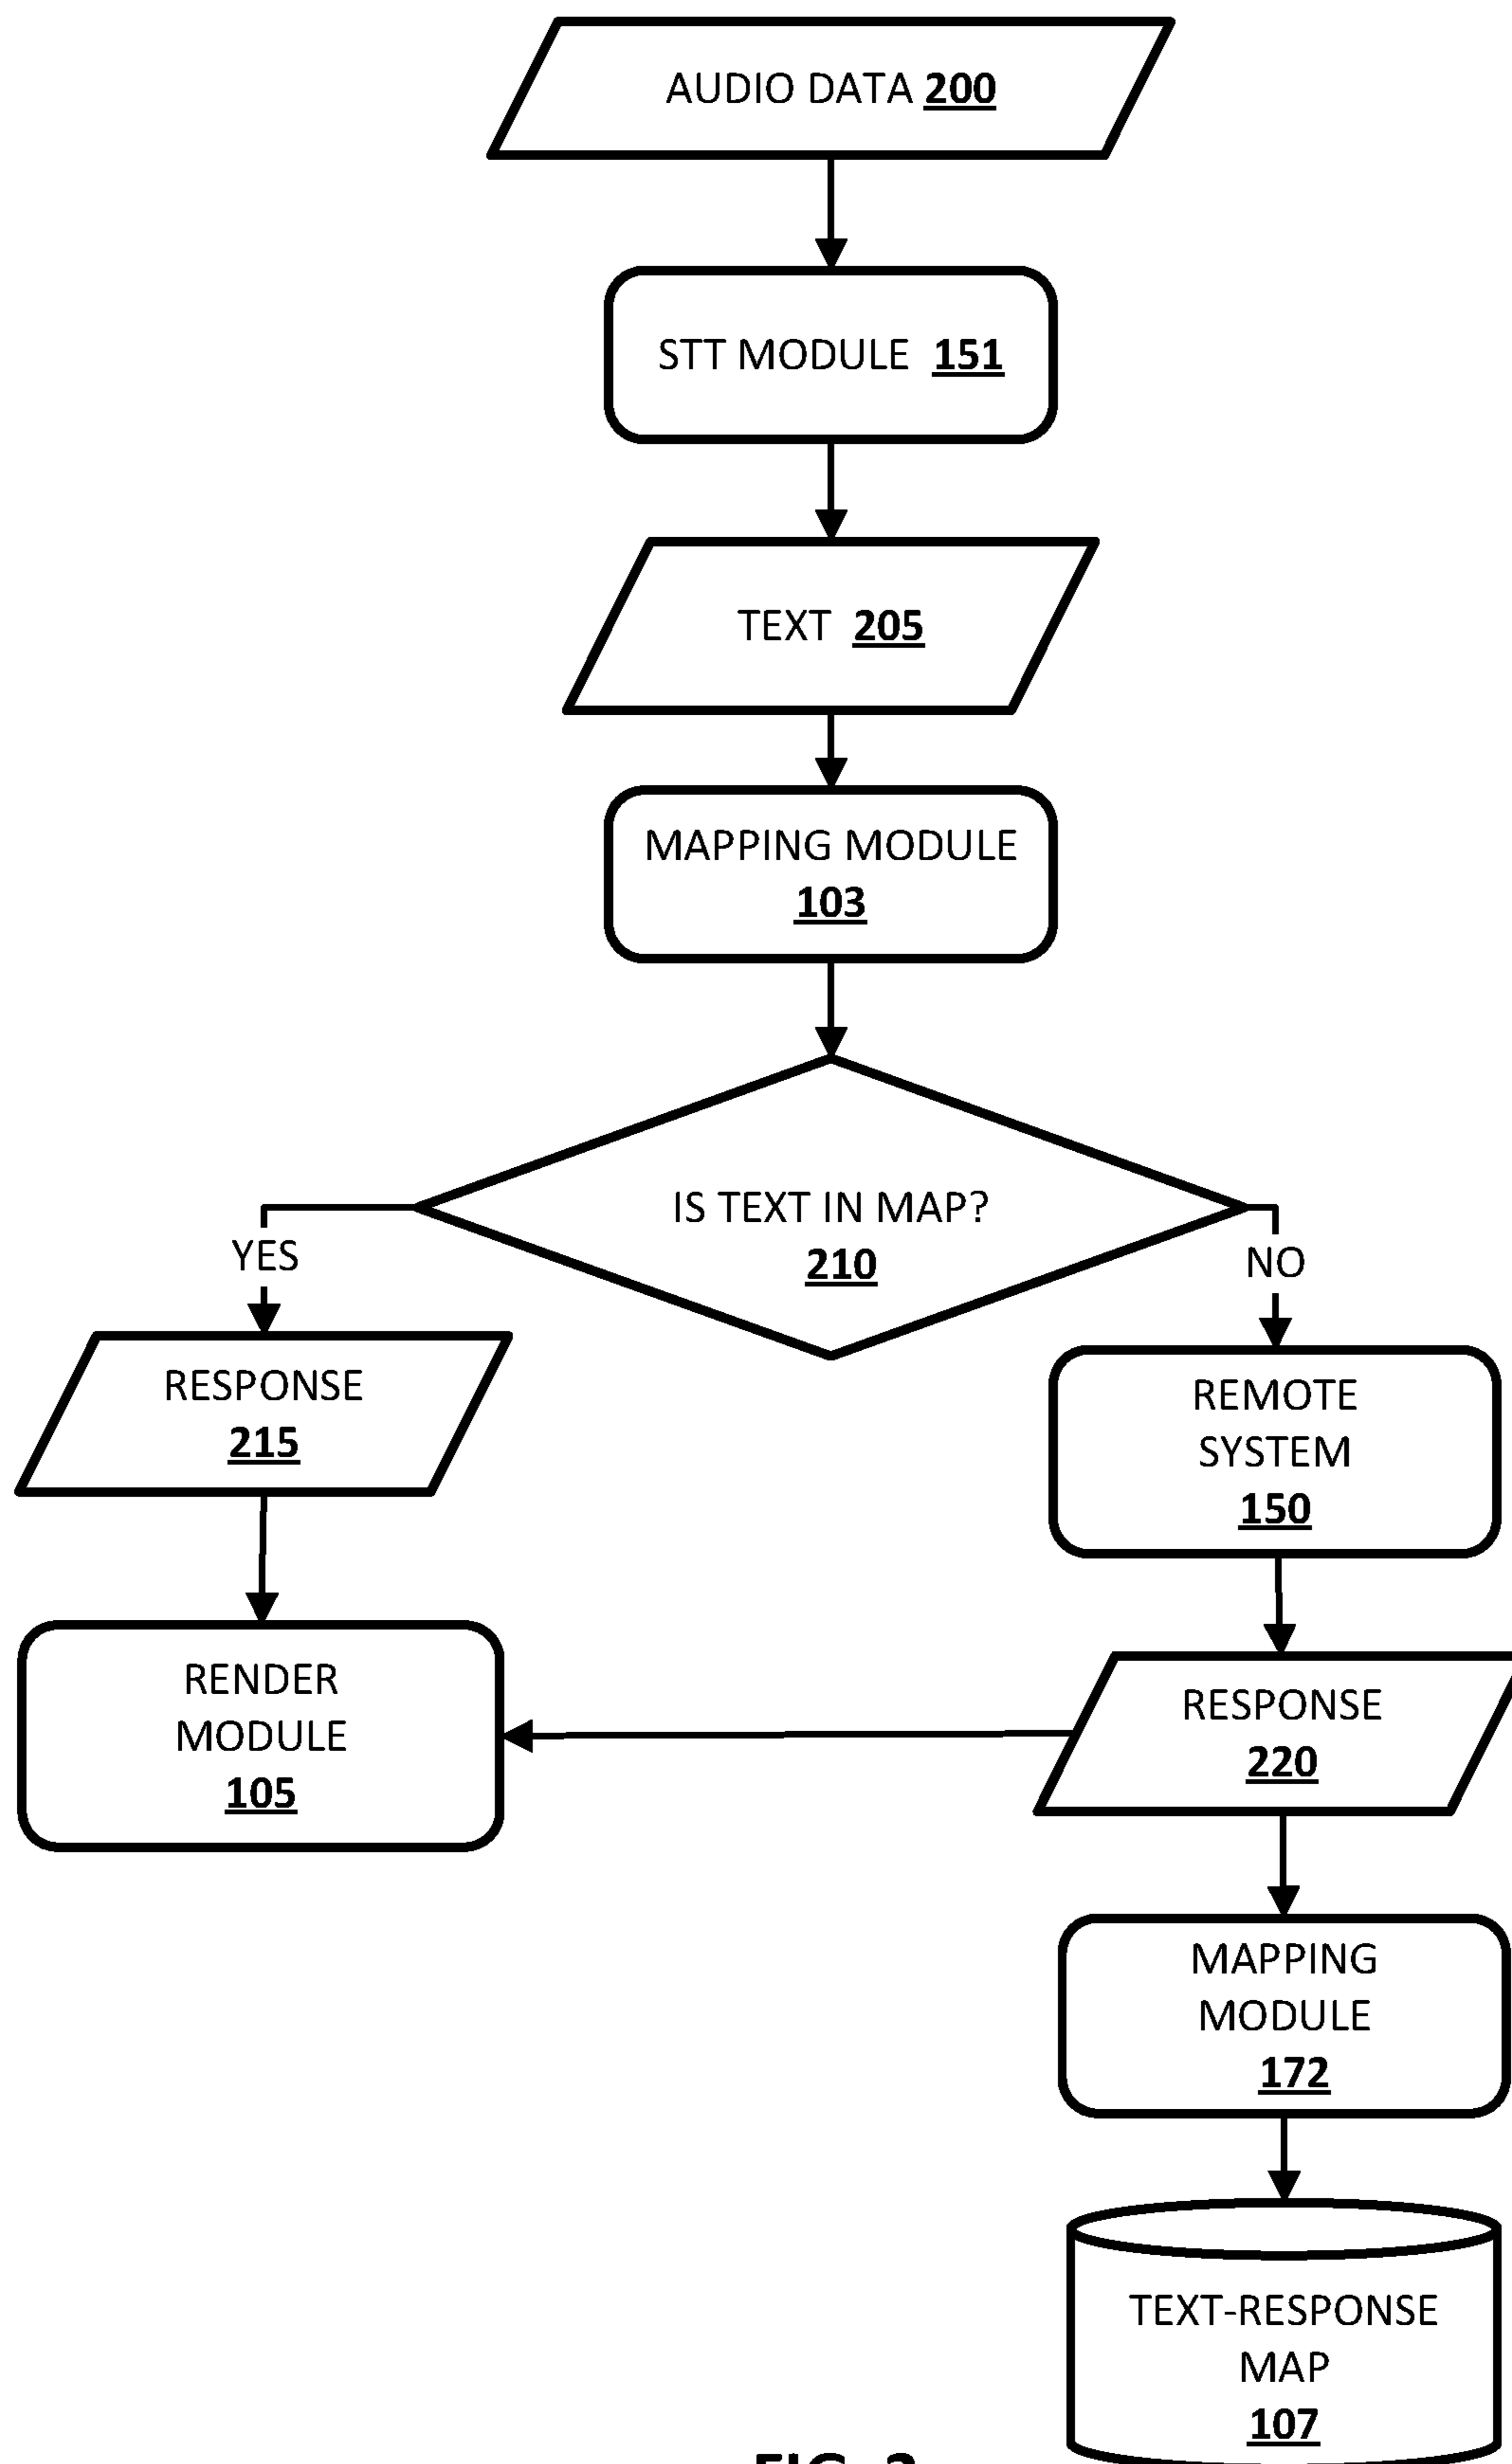 AUDIO DATA 200
STT MODULE 151
TEXT 205
MAPPING MODULE
103
IS TEXT IN MAP?
210
YES
NO
RESPONSE
215
REMOTE
SYSTEM
150
RENDER
MODULE
105
RESPONSE
220
MAPPING
MODULE
172
TEXT-RESPONSE
MAP
107